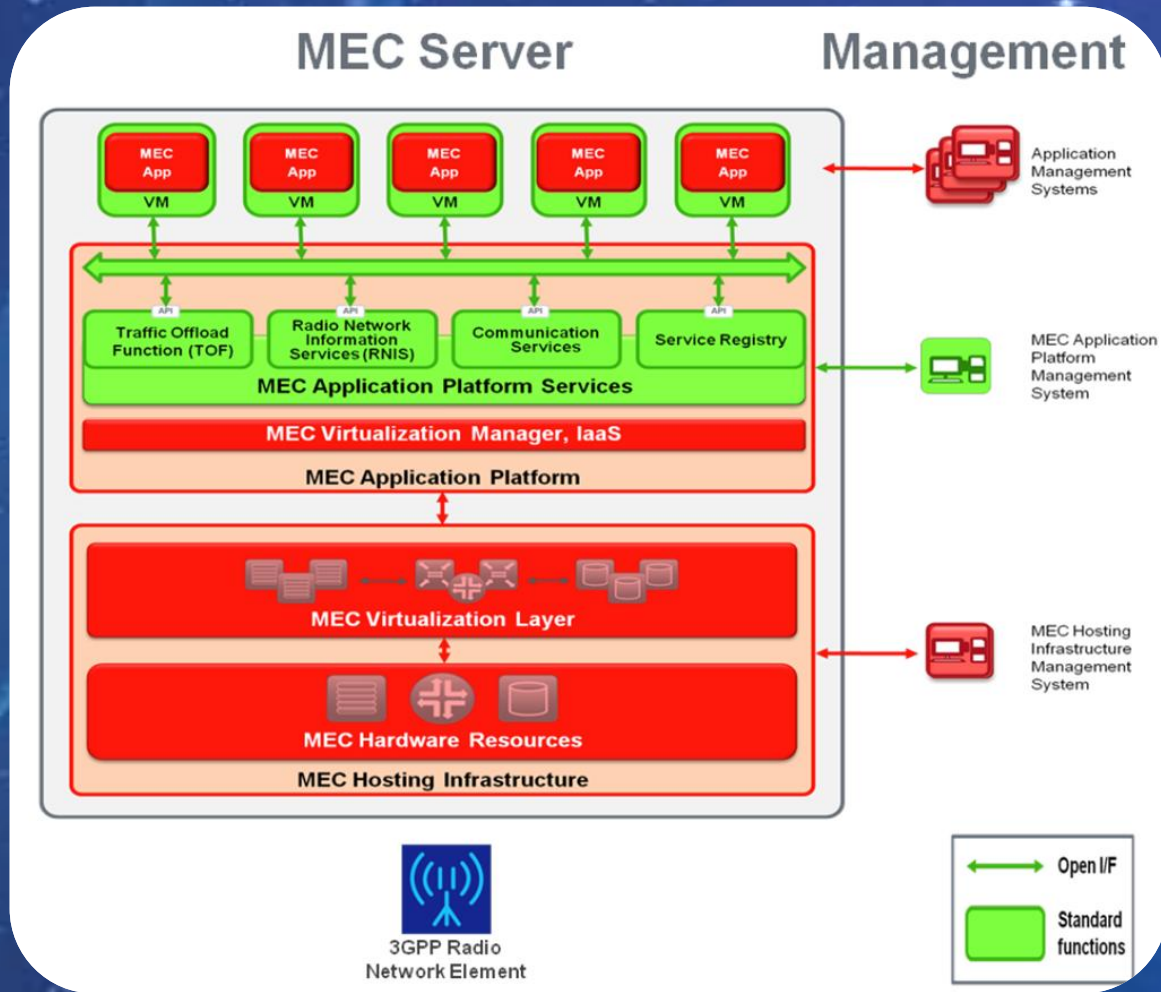 MEC Server
Management
MEC
App
VM
MEC
App
VM
MEC
App
VM
MEC
App
VM
MEC
App
VM
Application
Management
Systems
API
API
API
API
Traffic Offload
Function (TOF)
Radio Network
Information
Services (RNIS)
Communication
Services
Service Registry
MEC Application Platform Services
MEC Application
Platform
Management
System
MEC Virtualization Manager, IaaS
MEC Application Platform
MEC Virtualization Layer
MEC Hosting
Infrastructure
Management
System
MEC Hardware Resources
MEC Hosting Infrastructure
3GPP Radio
Network Element
Open I/F
Standard
functions